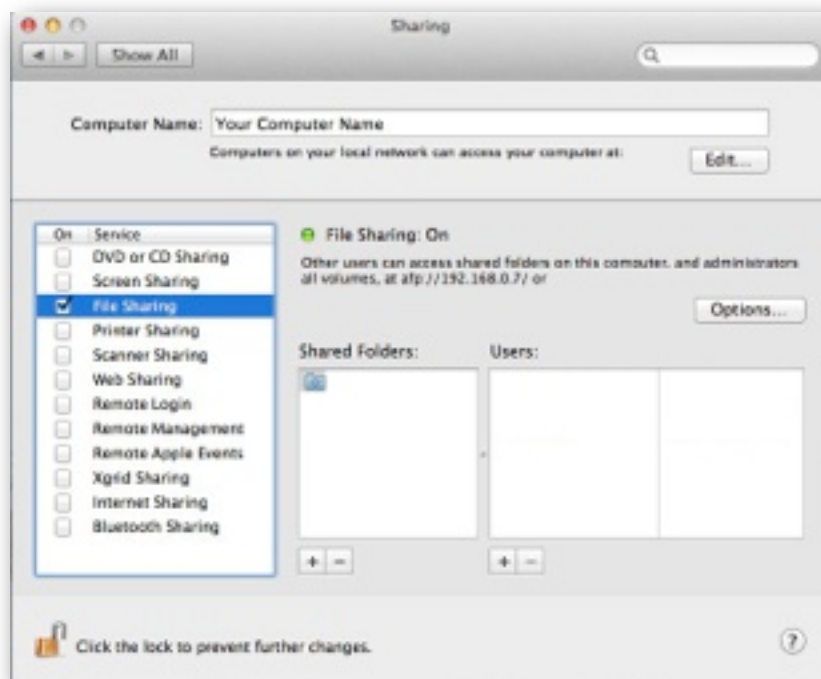 Sharing
Show All
Computer Name: Your Computer Name
Computers on your local network can access your computer at:
Edit...
On Service
DVD or CD Sharing
Screen Sharing
File Sharing
Printer Sharing
Scanner Sharing
Web Sharing
Remote Login
Remote Management
Remote Apple Events
Xgrid Sharing
Internet Sharing
Bluetooth Sharing
File Sharing: On
Other users can access shared folders on this computer, and administrators
all volumes, at afp://192.168.0.7/ or
Options...
Shared Folders:
Users:
+ -
+ -
Click the lock to prevent further changes.
?